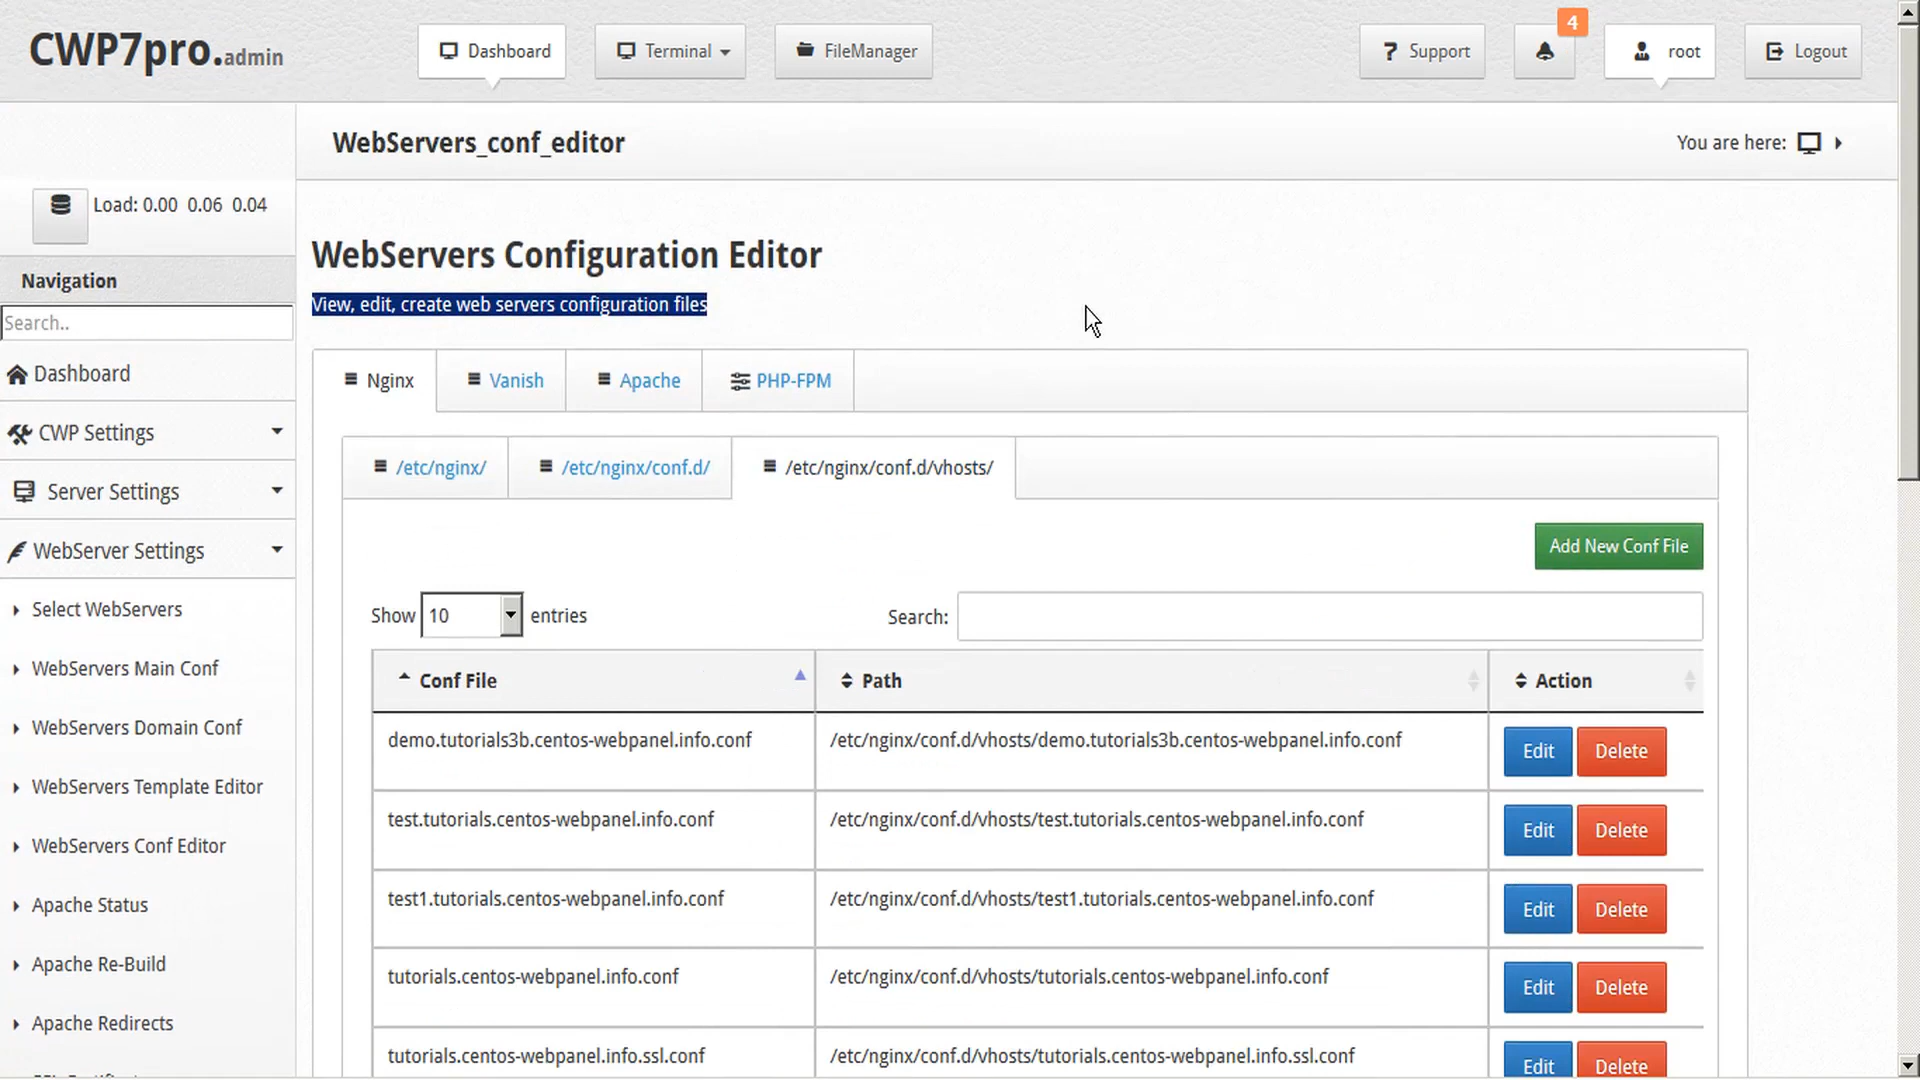 CWP7pro.admin
Dashboard
Terminal
FileManager
? Support
4
root
Logout
WebServers_conf_editor
You are here:
Load: 0.00 0.06 0.04
Navigation
Search..
Dashboard
CWP Settings
Server Settings
WebServer Settings
Select WebServers
WebServers Main Conf
WebServers Domain Conf
WebServers Template Editor
WebServers Conf Editor
Apache Status
Apache Re-Build
Apache Redirects
WebServers Configuration Editor
View, edit, create web servers configuration files
Nginx
Vanish
Apache
PHP-FPM
/etc/nginx/
/etc/nginx/conf.d/
/etc/nginx/conf.d/vhosts/
Add New Conf File
Show 10 entries
Search:
Conf File Path Action
demo.tutorials3b.centos-webpanel.info.conf /etc/nginx/conf.d/vhosts/demo.tutorials3b.centos-webpanel.info.conf Edit Delete
test.tutorials.centos-webpanel.info.conf /etc/nginx/conf.d/vhosts/test.tutorials.centos-webpanel.info.conf Edit Delete
test1.tutorials.centos-webpanel.info.conf /etc/nginx/conf.d/vhosts/test1.tutorials.centos-webpanel.info.conf Edit Delete
tutorials.centos-webpanel.info.conf /etc/nginx/conf.d/vhosts/tutorials.centos-webpanel.info.conf Edit Delete
tutorials.centos-webpanel.info.ssl.conf /etc/nginx/conf.d/vhosts/tutorials.centos-webpanel.info.ssl.conf Edit Delete